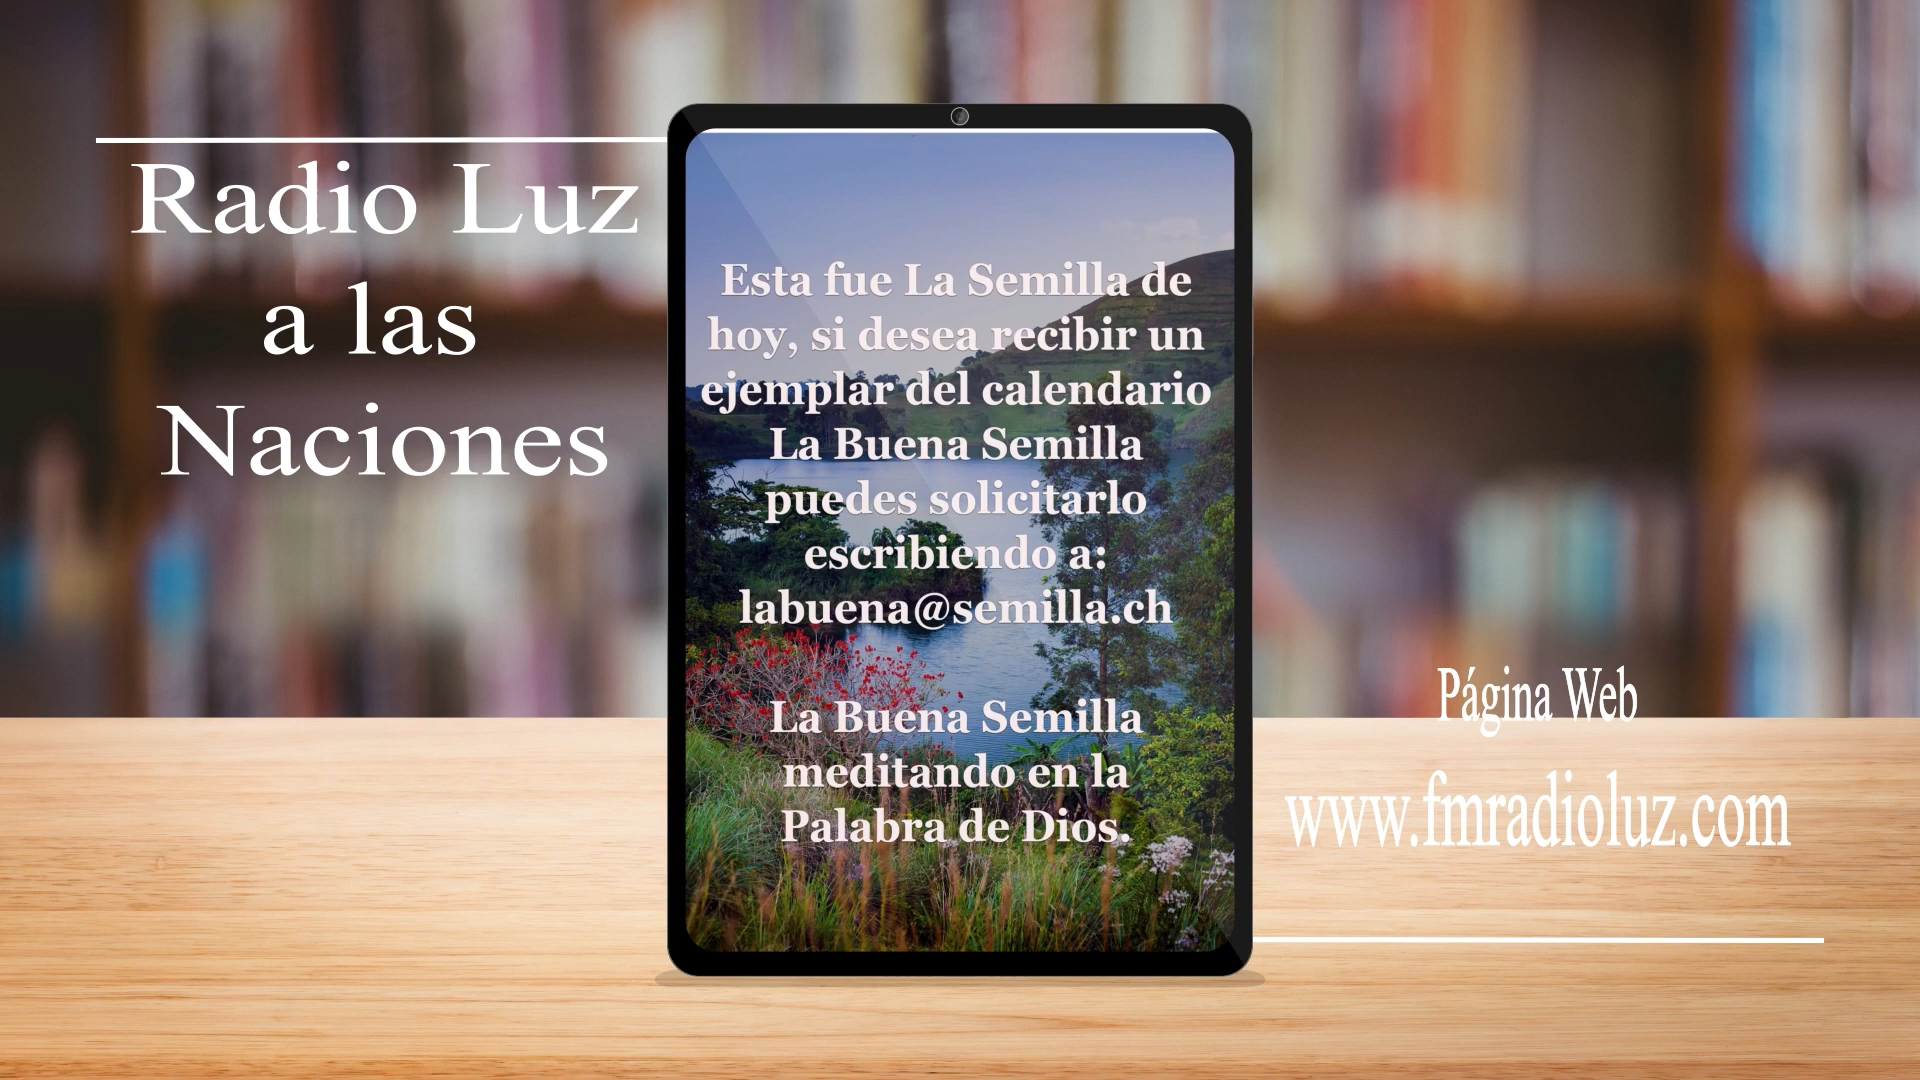 Radio Luz
a las
Naciones
Esta fue La Semilla de
hoy, si desea recibir un
ejemplar del calendario
La Buena Semilla
puedes solicitarlo
escribiendo a:
labuena@semilla.ch
La Buena Semilla
meditando en la
Palabra de Dios.
Página Web
www.fmradioluz.com